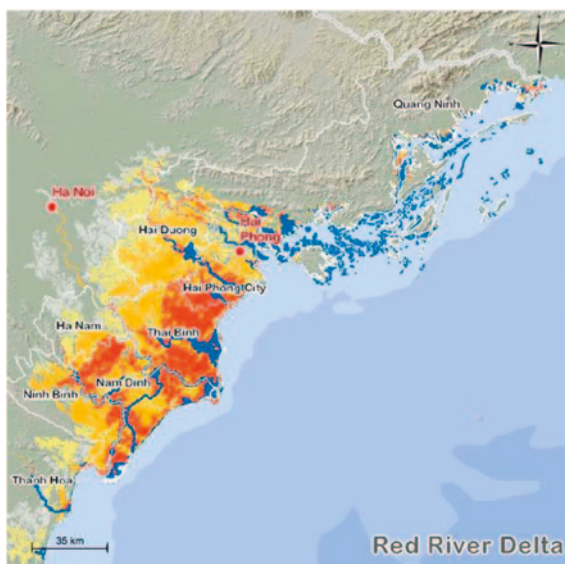 Quang Ninh
Ha Noi
Hai Duong
Hai
Phong
Hai Phong City
Ha Nam
Thai Binh
Nam Dinh
Ninh Binh
Thanh Hoa
35 km
Red River Delta